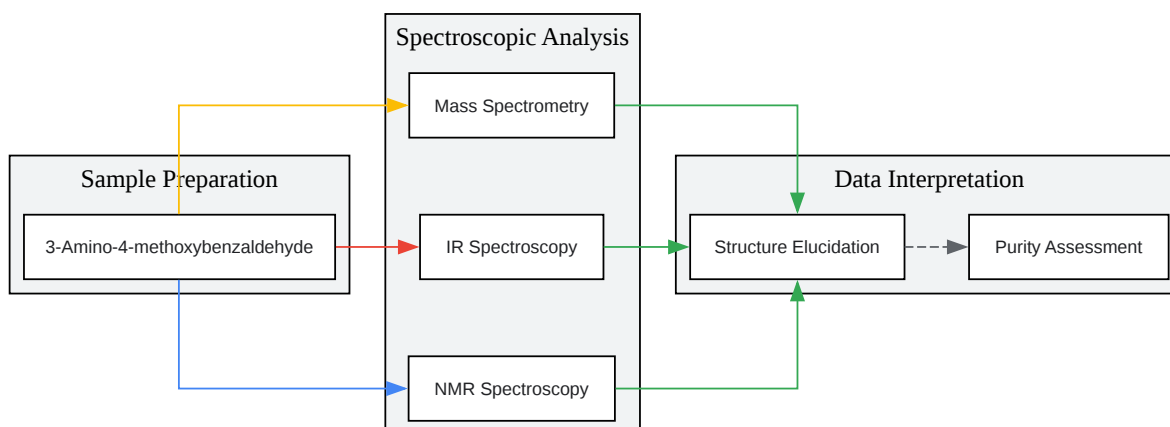 Spectroscopic Analysis
Mass Spectrometry
Sample Preparation
Data Interpretation
3-Amino-4-methoxybenzaldehyde
IR Spectroscopy
Structure Elucidation
Purity Assessment
NMR Spectroscopy